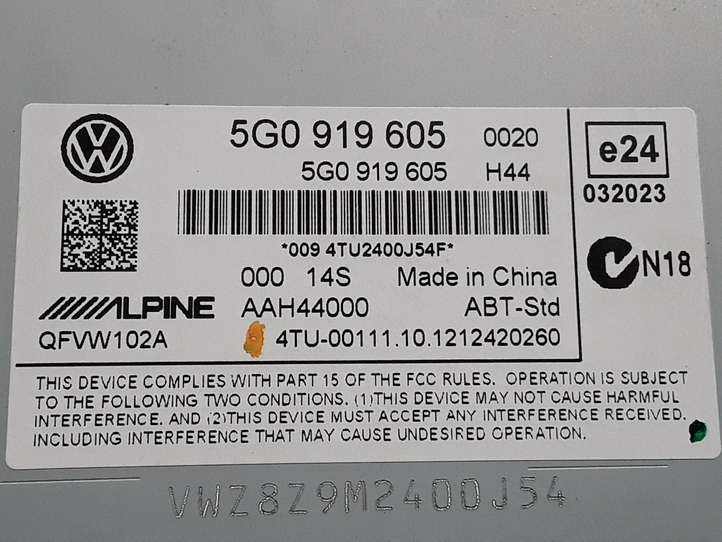 5G0 919 605 0020
5G0 919 605 H44
*009 4TU2400J54F*
000 14S Made in China
ALPINE AAH44000 ABT-Std
QFVW102A 4TU-00111.10.1212420260
e24
032023
N18
THIS DEVICE COMPLIES WITH PART 15 OF THE FCC RULES. OPERATION IS SUBJECT
TO THE FOLLOWING TWO CONDITIONS. (1)THIS DEVICE MAY NOT CAUSE HARMFUL
INTERFERENCE. AND (2)THIS DEVICE MUST ACCEPT ANY INTERFERENCE RECEIVED.
INCLUDING INTERFERENCE THAT MAY CAUSE UNDESIRED OPERATION.
VWZ8Z9M2400J54